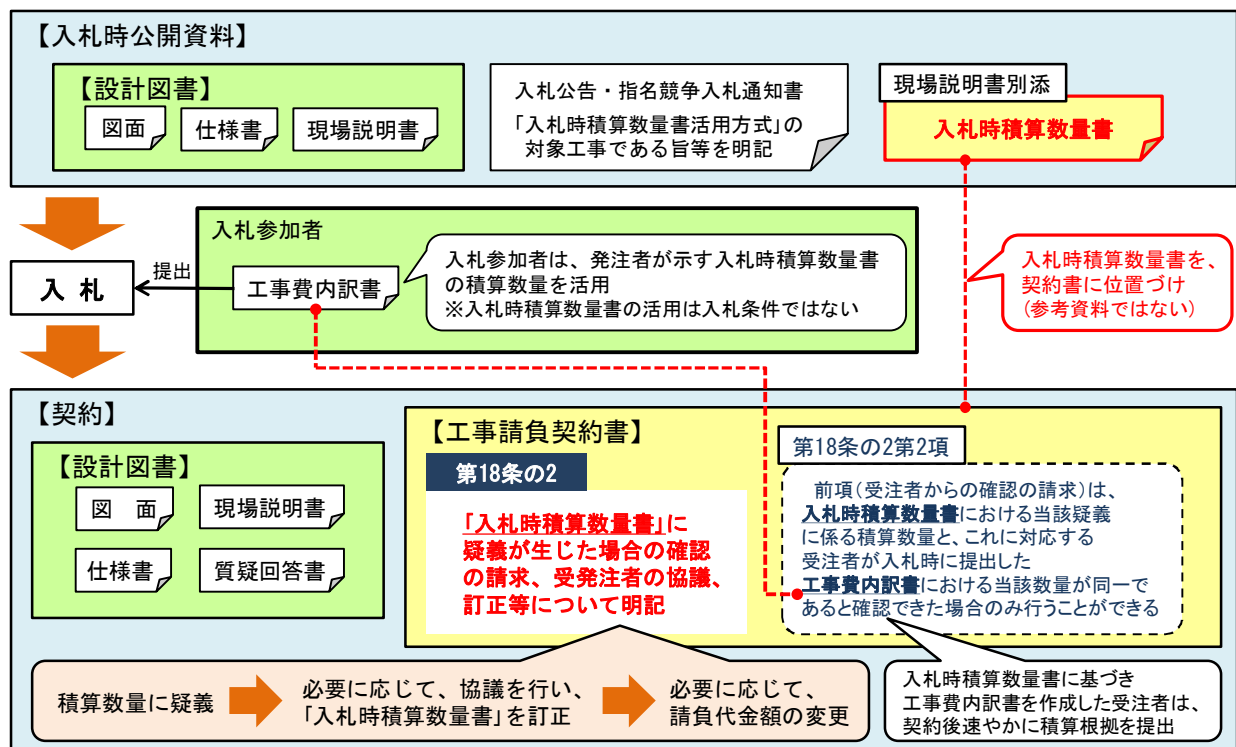 【入札時公開資料】
【設計図書】
図面
仕様書
現場説明書
入札公告・指名競争入札通知書
「入札時積算数量書活用方式」の
対象工事である旨等を明記
現場説明書別添
入札時積算数量書
入札参加者
入札
提出
工事費内訳書
入札参加者は、発注者が示す入札時積算数量書
の積算数量を活用
※入札時積算数量書の活用は入札条件ではない
入札時積算数量書を、
契約書に位置づけ
(参考資料ではない)
【契約】
【設計図書】
図　面
現場説明書
仕様書
質疑回答書
【工事請負契約書】
第18条の2
「入札時積算数量書」に
疑義が生じた場合の確認
の請求、受発注者の協議、
訂正等について明記
第18条の2第2項
前項(受注者からの確認の請求)は、
入札時積算数量書における当該疑義
に係る積算数量と、これに対応する
受注者が入札時に提出した
工事費内訳書における当該数量が同一で
あると確認できた場合のみ行うことができる
積算数量に疑義
必要に応じて、協議を行い、
「入札時積算数量書」を訂正
必要に応じて、
請負代金額の変更
入札時積算数量書に基づき
工事費内訳書を作成した受注者は、
契約後速やかに積算根拠を提出